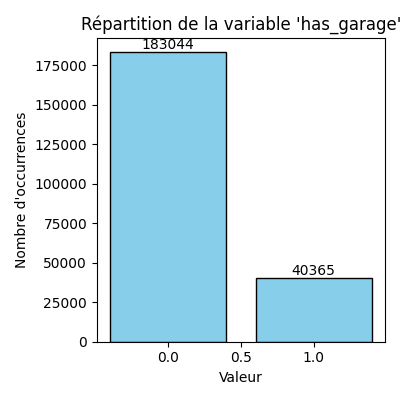 Répartition de la variable 'has_garage'
183044
40365
175000
150000
125000
100000
75000
50000
25000
0
0.0 0.5 1.0
Valeur
Nombre d'occurrences